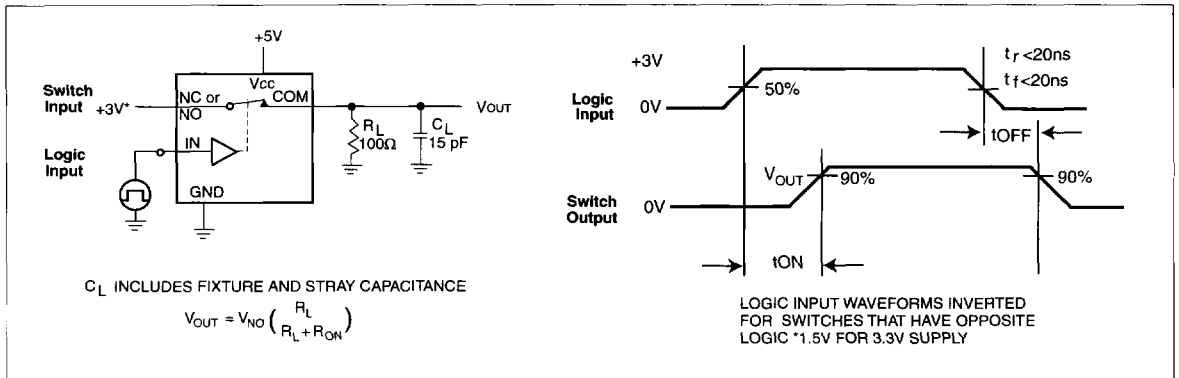 +5V
Switch
Input
+3V*
NC or
NO
Vcc
COM
VOUT
RL
100Ω
CL
15 pF
Logic
Input
IN
GND
CL INCLUDES FIXTURE AND STRAY CAPACITANCE
VOUT = VNO ( RL / RL + RON )
+3V
Logic
Input
0V
50%
tr<20ns
tf<20ns
tOFF
VOUT
90%
90%
Switch
Output
0V
tON
LOGIC INPUT WAVEFORMS INVERTED
FOR SWITCHES THAT HAVE OPPOSITE
LOGIC *1.5V FOR 3.3V SUPPLY